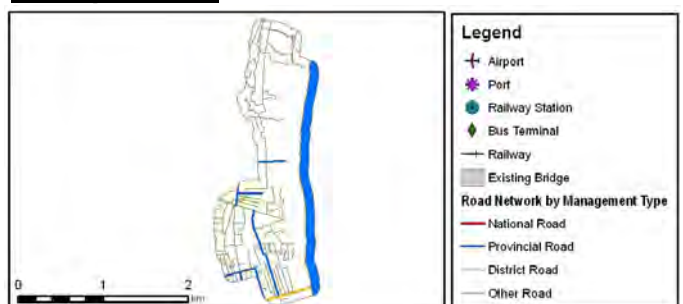 0 1 2
km
Legend
Airport
Port
Railway Station
Bus Terminal
Railway
Existing Bridge
Road Network by Management Type
National Road
Provincial Road
District Road
Other Road